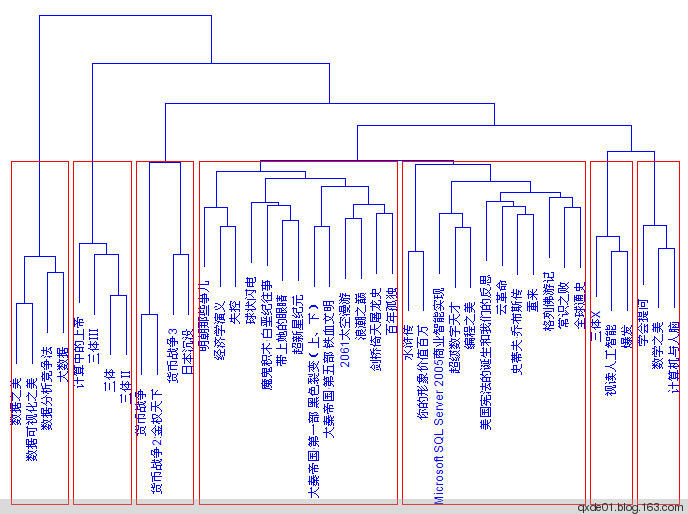 数据之美
数据可视化之美
数据分析竞争法
大数据
计算中的上帝
三体III
三体
三体II
货币战争
货币战争2:金权天下
货币战争3
日本沉没
明朝那些事儿
经济学演义
失控
球状闪电
魔鬼积木·白垩纪往事
带上她的眼睛
超新星纪元
大秦帝国 第一部 黑色裂变(上、下)
大秦帝国 第五部 铁血文明
2061太空漫游
浪潮之巅
剑桥倚天屠龙史
百年孤独
水浒传
你的形象价值百万
Microsoft SQL Server 2005商业智能实现
超级数字天才
编程之美
美国宪法的诞生和我们的反思
云革命
史蒂夫·乔布斯传
重来
格列佛游记
常识之败
全球通史
三体X
视读人工智能
爆发
学会提问
数学之美
计算机与人脑
qxde01.blog.163.com